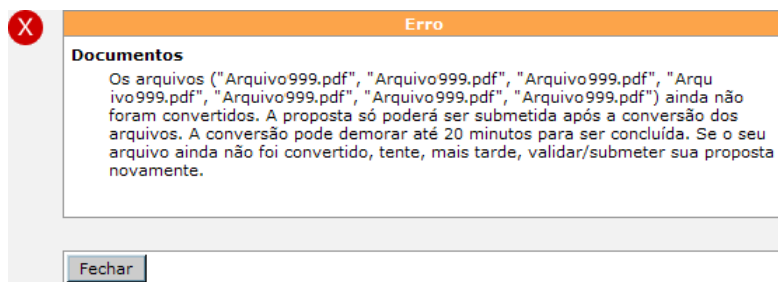 X
Erro
Documentos
Os arquivos ("Arquivo999.pdf", "Arquivo999.pdf", "Arquivo999.pdf", "Arqu
ivo999.pdf", "Arquivo999.pdf", "Arquivo999.pdf", "Arquivo999.pdf") ainda não
foram convertidos. A proposta só poderá ser submetida após a conversão dos
arquivos. A conversão pode demorar até 20 minutos para ser concluída. Se o seu
arquivo ainda não foi convertido, tente, mais tarde, validar/submeter sua proposta
novamente.
Fechar